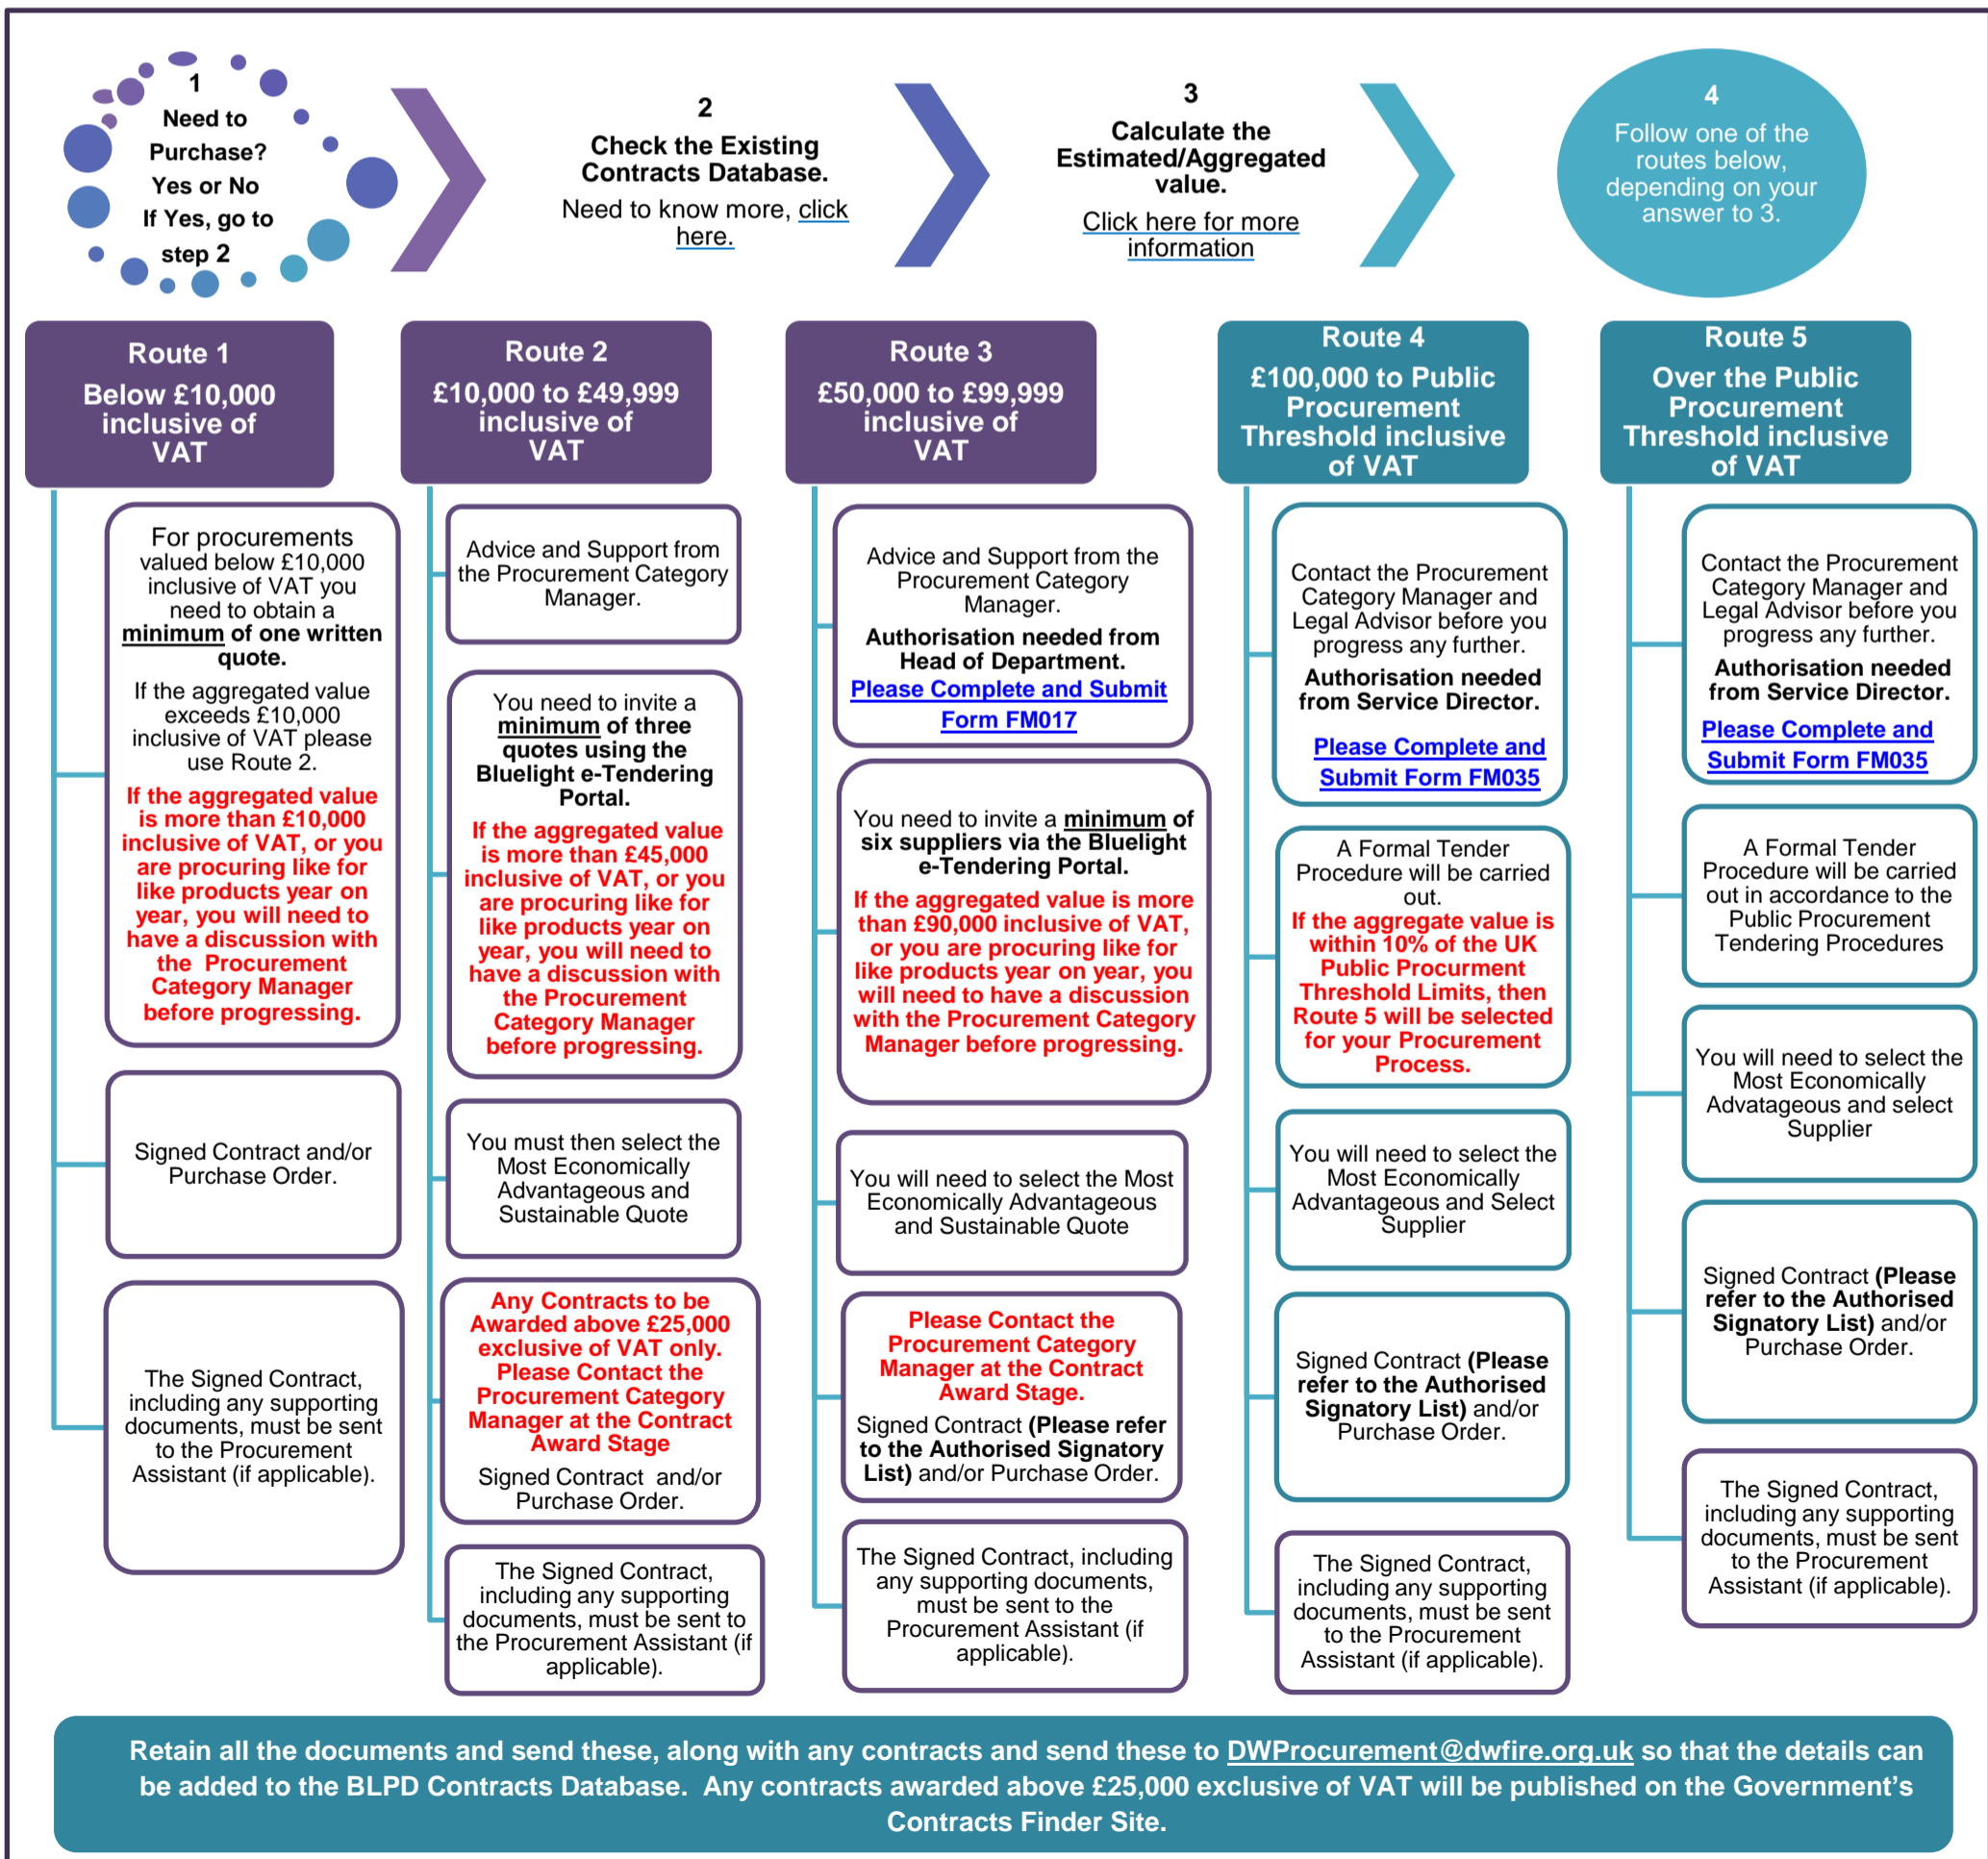 1
Need to
Purchase?
Yes or No
If Yes, go to
step 2
2
Check the Existing
Contracts Database.
Need to know more, click
here.
3
Calculate the
Estimated/Aggregated
value.
Click here for more
information
4
Follow one of the
routes below,
depending on your
answer to 3.
Route 1
Below £10,000
inclusive of
VAT
For procurements
valued below £10,000
inclusive of VAT you
need to obtain a
minimum of one written
quote.
If the aggregated value
exceeds £10,000
inclusive of VAT please
use Route 2.
If the aggregated value
is more than £10,000
inclusive of VAT, or you
are procuring like for
like products year on
year, you will need to
have a discussion with
the Procurement
Category Manager
before progressing.
Signed Contract and/or
Purchase Order.
The Signed Contract,
including any supporting
documents, must be sent
to the Procurement
Assistant (if applicable).
Route 2
£10,000 to £49,999
inclusive of
VAT
Advice and Support from
the Procurement Category
Manager.
You need to invite a
minimum of three
quotes using the
Bluelight e-Tendering
Portal.
If the aggregated value
is more than £45,000
inclusive of VAT, or you
are procuring like for
like products year on
year, you will need to
have a discussion with
the Procurement
Category Manager
before progressing.
You must then select the
Most Economically
Advantageous and
Sustainable Quote
Any Contracts to be
Awarded above £25,000
exclusive of VAT only.
Please Contact the
Procurement Category
Manager at the Contract
Award Stage
Signed Contract and/or
Purchase Order.
The Signed Contract,
including any supporting
documents, must be sent to
the Procurement Assistant (if
applicable).
Route 3
£50,000 to £99,999
inclusive of
VAT
Advice and Support from the
Procurement Category
Manager.
Authorisation needed from
Head of Department.
Please Complete and Submit
Form FM017
You need to invite a minimum of
six suppliers via the Bluelight
e-Tendering Portal.
If the aggregated value is more
than £90,000 inclusive of VAT,
or you are procuring like for
like products year on year, you
will need to have a discussion
with the Procurement Category
Manager before progressing.
You will need to select the Most
Economically Advantageous
and Sustainable Quote
Please Contact the
Procurement Category
Manager at the Contract
Award Stage.
Signed Contract (Please refer
to the Authorised Signatory
List) and/or Purchase Order.
The Signed Contract, including
any supporting documents,
must be sent to the
Procurement Assistant (if
applicable).
Route 4
£100,000 to Public
Procurement
Threshold inclusive
of VAT
Contact the Procurement
Category Manager and
Legal Advisor before you
progress any further.
Authorisation needed
from Service Director.
Please Complete and
Submit Form FM035
A Formal Tender
Procedure will be carried
out.
If the aggregate value is
within 10% of the UK
Public Procurment
Threshold Limits, then
Route 5 will be selected
for your Procurement
Process.
You will need to select the
Most Economically
Advantageous and Select
Supplier
Signed Contract (Please
refer to the Authorised
Signatory List) and/or
Purchase Order.
The Signed Contract,
including any supporting
documents, must be sent
to the Procurement
Assistant (if applicable).
Route 5
Over the Public
Procurement
Threshold inclusive
of VAT
Contact the Procurement
Category Manager and
Legal Advisor before you
progress any further.
Authorisation needed
from Service Director.
Please Complete and
Submit Form FM035
A Formal Tender
Procedure will be carried
out in accordance to the
Public Procurement
Tendering Procedures
You will need to select the
Most Economically
Advatageous and select
Supplier
Signed Contract (Please
refer to the Authorised
Signatory List) and/or
Purchase Order.
The Signed Contract,
including any supporting
documents, must be sent
to the Procurement
Assistant (if applicable).
Retain all the documents and send these, along with any contracts and send these to DWProcurement@dwfire.org.uk so that the details can
be added to the BLPD Contracts Database. Any contracts awarded above £25,000 exclusive of VAT will be published on the Government’s
Contracts Finder Site.